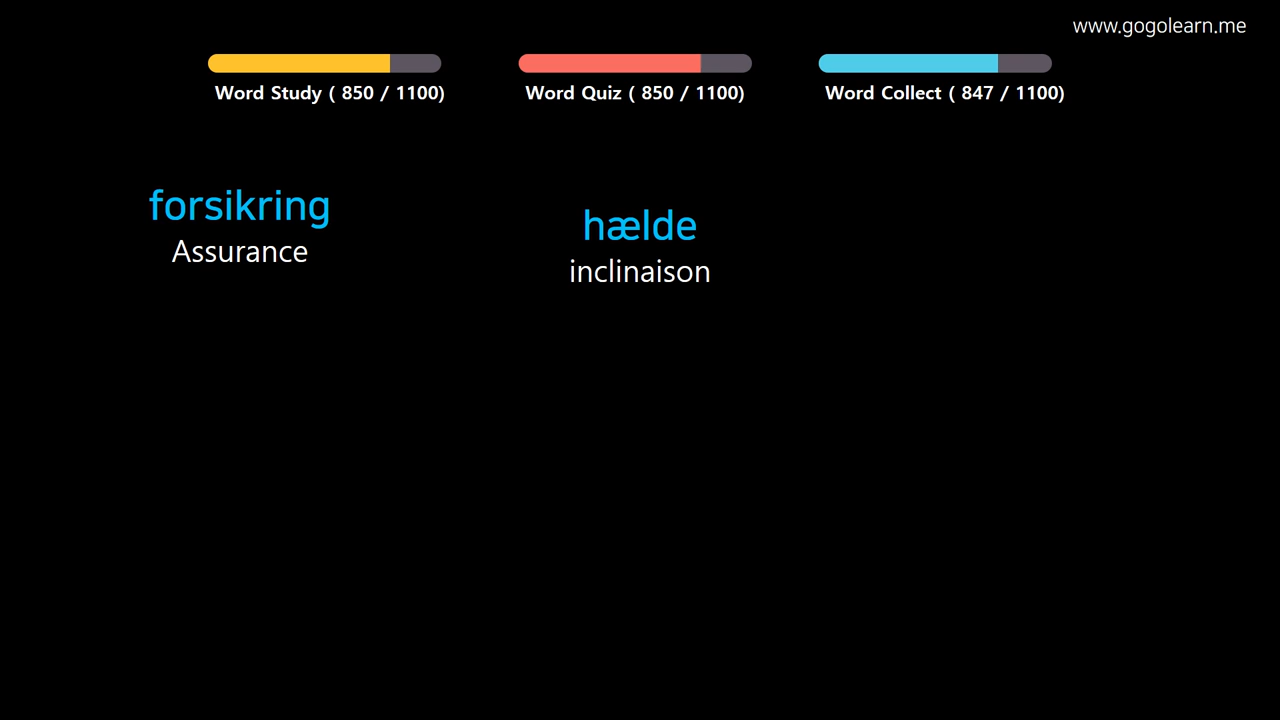 www.gogolearn.me
Word Study ( 850 / 1100)
Word Quiz ( 850 / 1100)
Word Collect ( 847 / 1100)
forsikring
Assurance
hælde
inclinaison